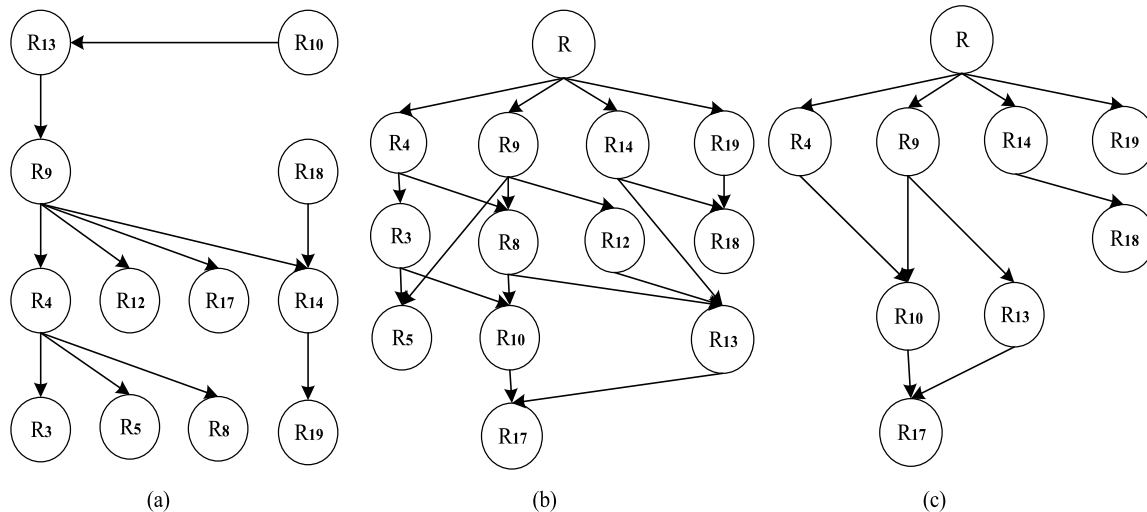 R13 R10 R R
R4 R9 R14 R19 R4 R9 R14 R19
R9 R18
R3 R8 R12 R18 R18
R4 R12 R17 R14
R5 R10 R13 R10 R13
R3 R5 R8 R19 R17 R17
(a) (b) (c)